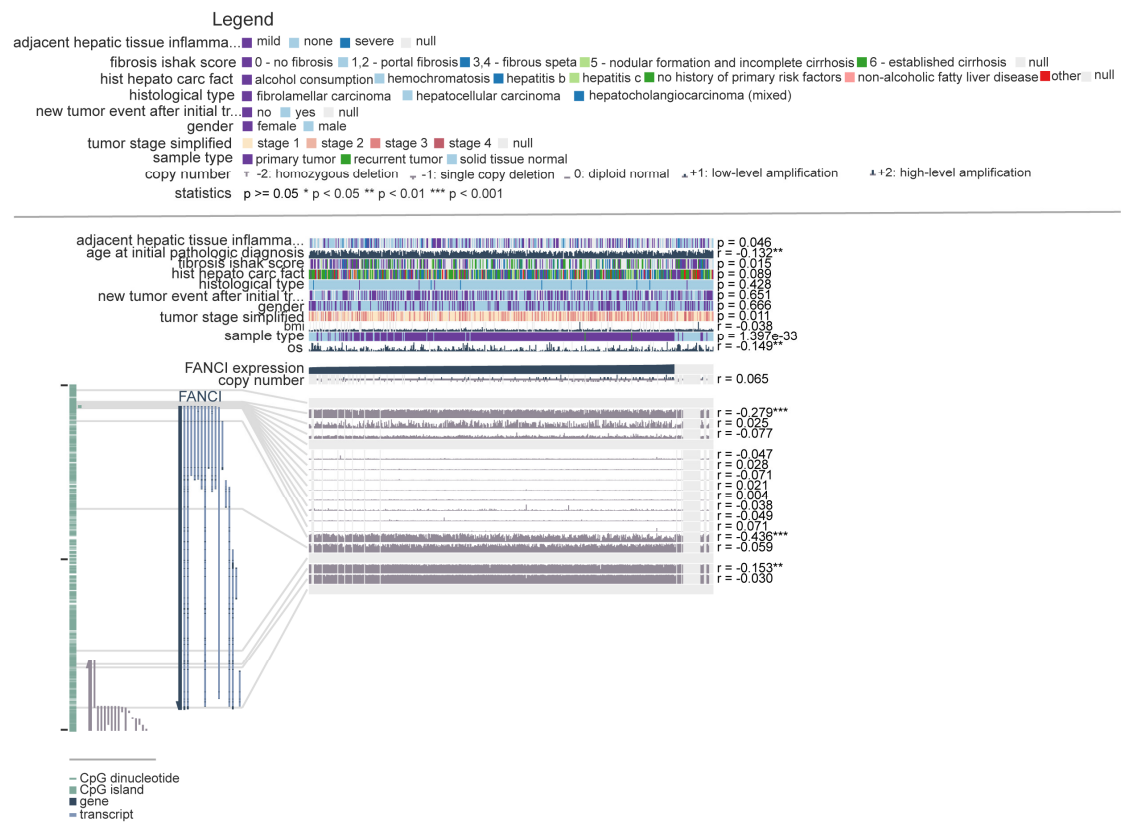 Legend
adjacent hepatic tissue inflamma... mild none severe null
fibrosis ishak score 0 - no fibrosis 1,2 - portal fibrosis 3,4 - fibrous speta 5 - nodular formation and incomplete cirrhosis 6 - established cirrhosis null
hist hepato carc fact alcohol consumption hemochromatosis hepatitis b hepatitis c no history of primary risk factors non-alcoholic fatty liver disease other null
histological type fibrolamellar carcinoma hepatocellular carcinoma hepatocholangiocarcinoma (mixed)
new tumor event after initial tr... no yes null
gender female male
tumor stage simplified stage 1 stage 2 stage 3 stage 4 null
sample type primary tumor recurrent tumor solid tissue normal
copy number -2: homozygous deletion -1: single copy deletion 0: diploid normal +1: low-level amplification +2: high-level amplification
statistics p >= 0.05 * p < 0.05 ** p < 0.01 *** p < 0.001
adjacent hepatic tissue inflamma... p = 0.046
age at initial pathologic diagnosis r = -0.132**
fibrosis ishak score p = 0.015
hist hepato carc fact p = 0.089
histological type p = 0.428
new tumor event after initial tr... p = 0.651
gender p = 0.666
tumor stage simplified p = 0.011
bmi r = -0.038
sample type p = 1.397e-33
os r = -0.149**
FANCI expression
copy number r = 0.065
FANCI
r = -0.279***
r = 0.025
r = -0.077
r = -0.047
r = 0.028
r = -0.071
r = 0.021
r = 0.004
r = -0.038
r = -0.049
r = 0.071
r = -0.436***
r = -0.059
r = -0.153**
r = -0.030
CpG dinucleotide
CpG island
gene
transcript